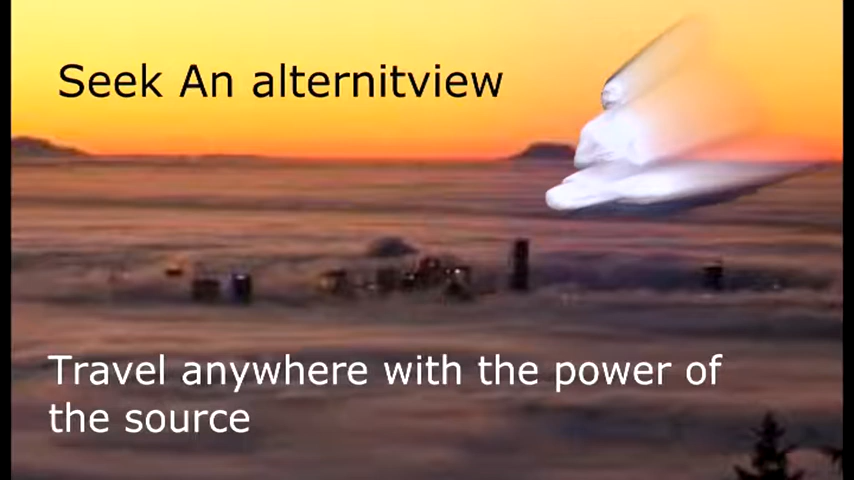 Seek An alternitview
Travel anywhere with the power of
the source